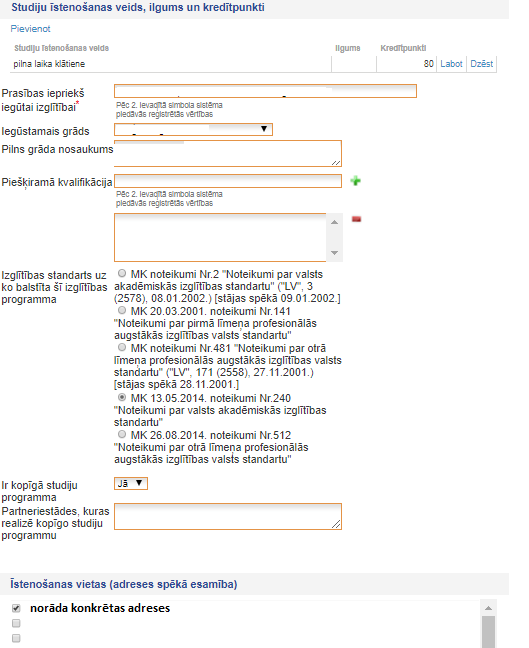 Studiju īstenošanas veids, ilgums un kredītpunkti
Pievienot
Studiju īstenošanas veids Ilgums Kredītpunkti
pilna laika klātiene 80 Labot Dzēst
Prasības iepriekš
iegūtai izglītībai*
Pēc 2. ievadītā simbola sistēma
piedāvās reģistrētās vērtības
Iegūstamais grāds
Pilns grāda nosaukums
Piešķiramā kvalifikācija
Pēc 2. ievadītā simbola sistēma
piedāvās reģistrētās vērtības
Izglītības standarts uz
ko balstīta šī izglītības
programma
MK noteikumi Nr.2 "Noteikumi par valsts
akadēmiskās izglītības standartu" ("LV", 3
(2578), 08.01.2002.) [stājas spēkā 09.01.2002.]
MK 20.03.2001. noteikumi Nr.141
"Noteikumi par pirmā līmeņa profesionālās
augstākās izglītības valsts standartu"
MK noteikumi Nr.481 "Noteikumi par otrā
līmeņa profesionālās augstākās izglītības valsts
standartu" ("LV", 171 (2558), 27.11.2001.)
[stājas spēkā 28.11.2001.]
MK 13.05.2014. noteikumi Nr.240
"Noteikumi par valsts akadēmiskās izglītības
standartu"
MK 26.08.2014. noteikumi Nr.512
"Noteikumi par otrā līmeņa profesionālās
augstākās izglītības valsts standartu"
Ir kopīgā studiju
programma
Jā
Partneriestādes, kuras
realizē kopīgo studiju
programmu
Īstenošanas vietas (adreses spēkā esamība)
norāda konkrētas adreses